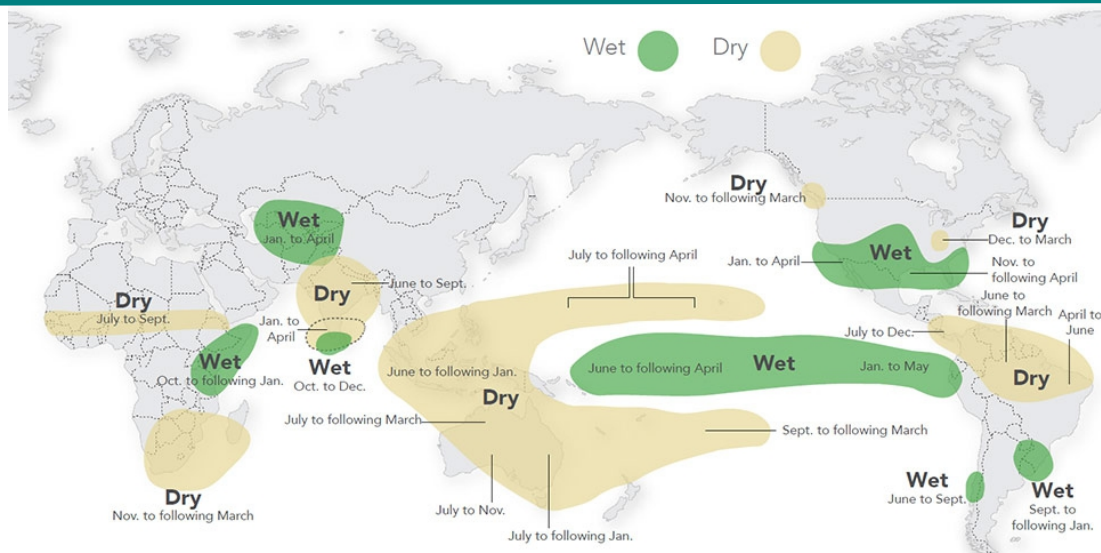 Wet
Dry
Dry
Nov. to following March
Dry
Dec. to March
Wet
Jan. to April
July to following April
Jan. to April
Wet
Nov. to
following April
Dry
June to Sept.
June to
following March
April to
June
Dry
July to Sept.
Jan. to
April
July to Dec.
Wet
Oct. to following Jan.
Wet
Oct. to Dec.
June to following Jan.
June to following April
Wet
Jan. to May
Dry
Dry
July to following March
Sept. to following March
Dry
Nov. to following March
July to Nov.
July to following Jan.
Wet
June to Sept.
Wet
Sept. to
following Jan.